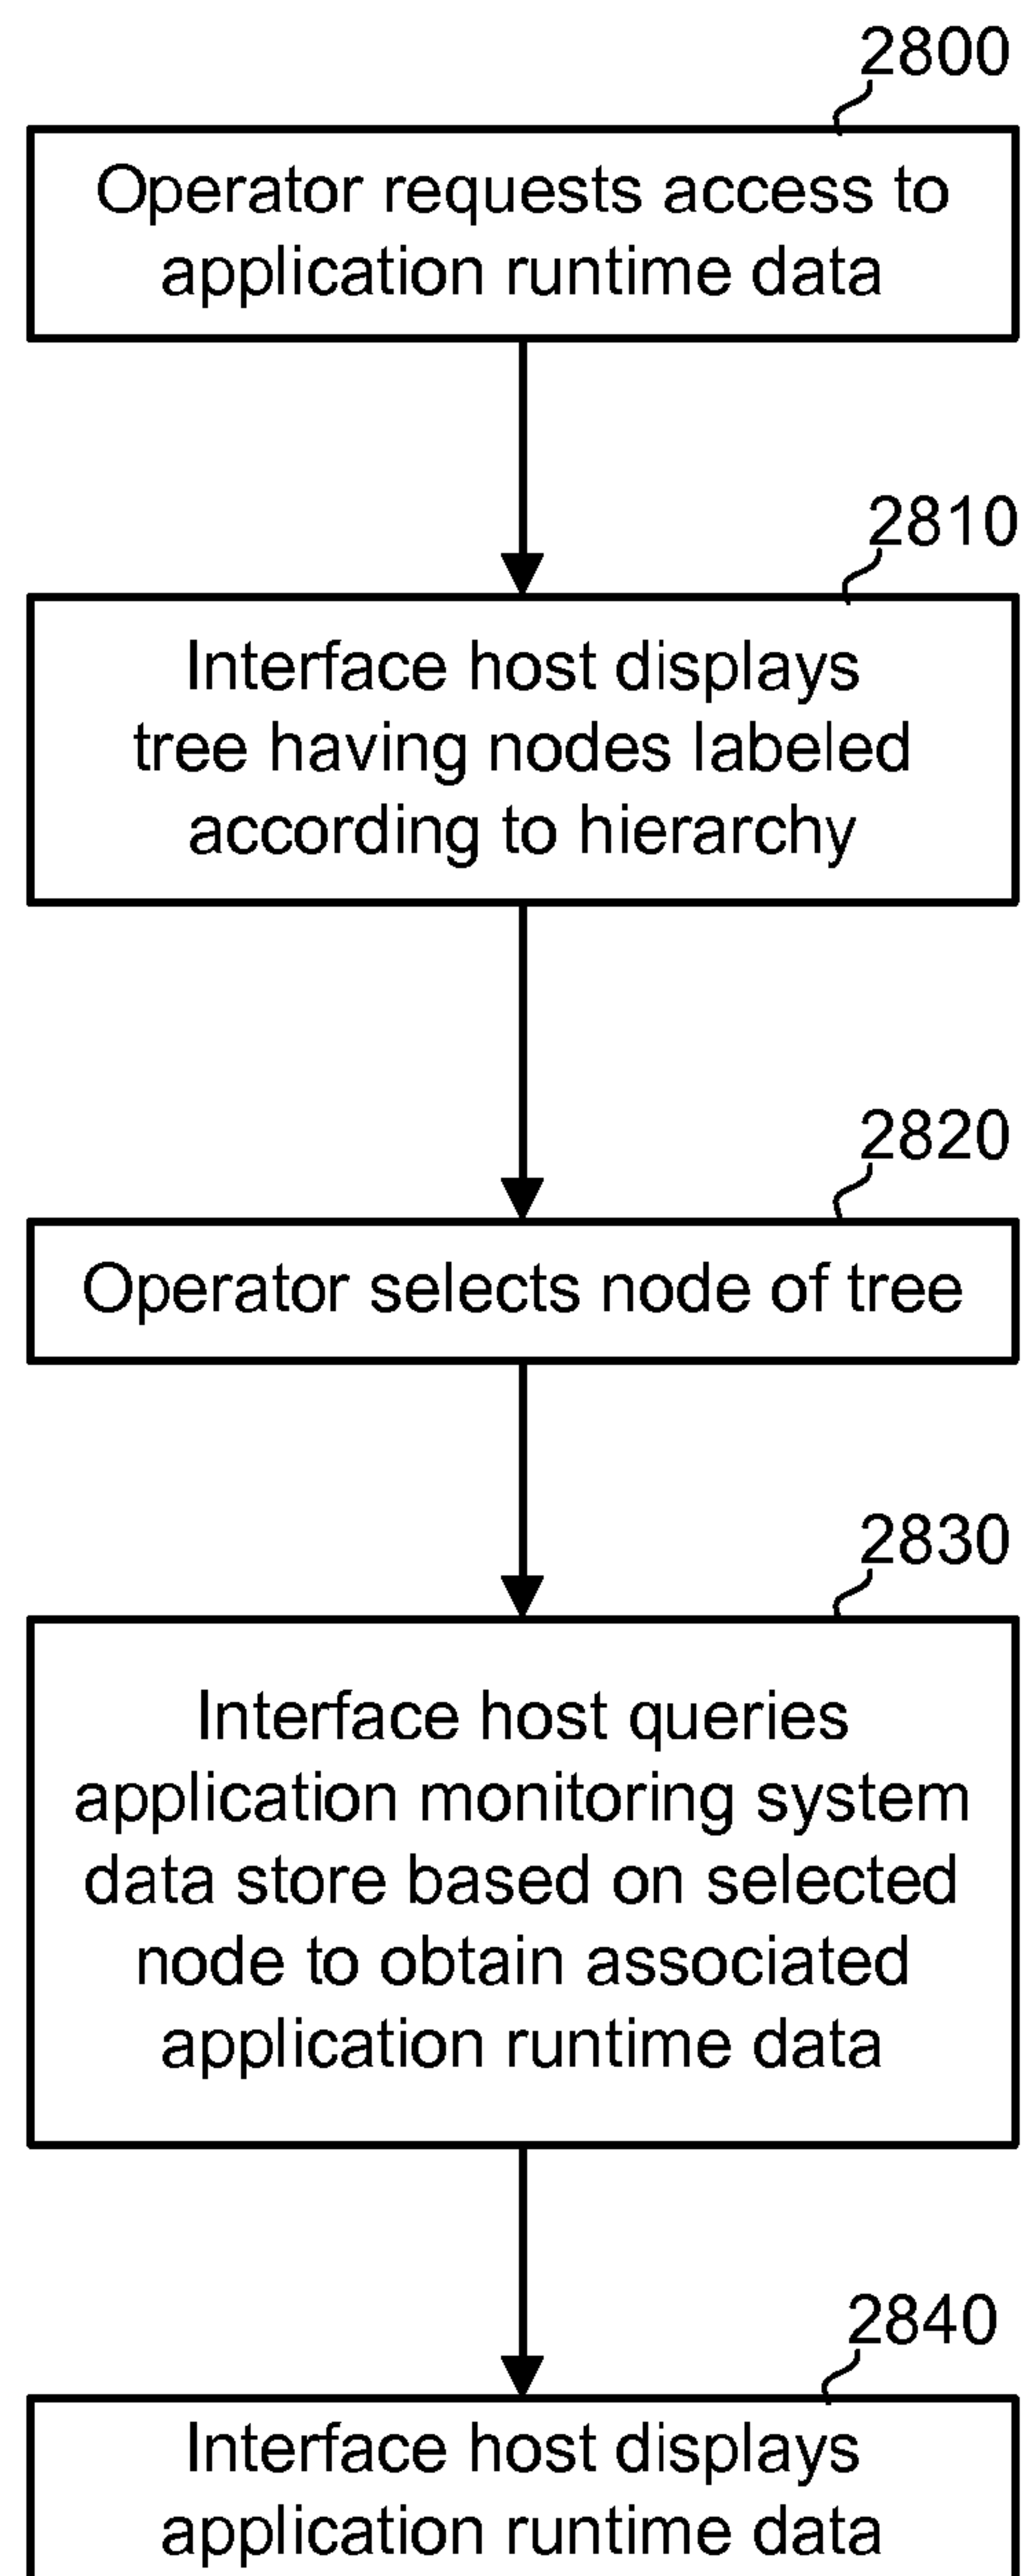 2800
Operator requests access to
application runtime data
2810
Interface host displays
tree having nodes labeled
according to hierarchy
2820
Operator selects node of tree
2830
Interface host queries
application monitoring system
data store based on selected
node to obtain associated
application runtime data
2840
Interface host displays
application runtime data